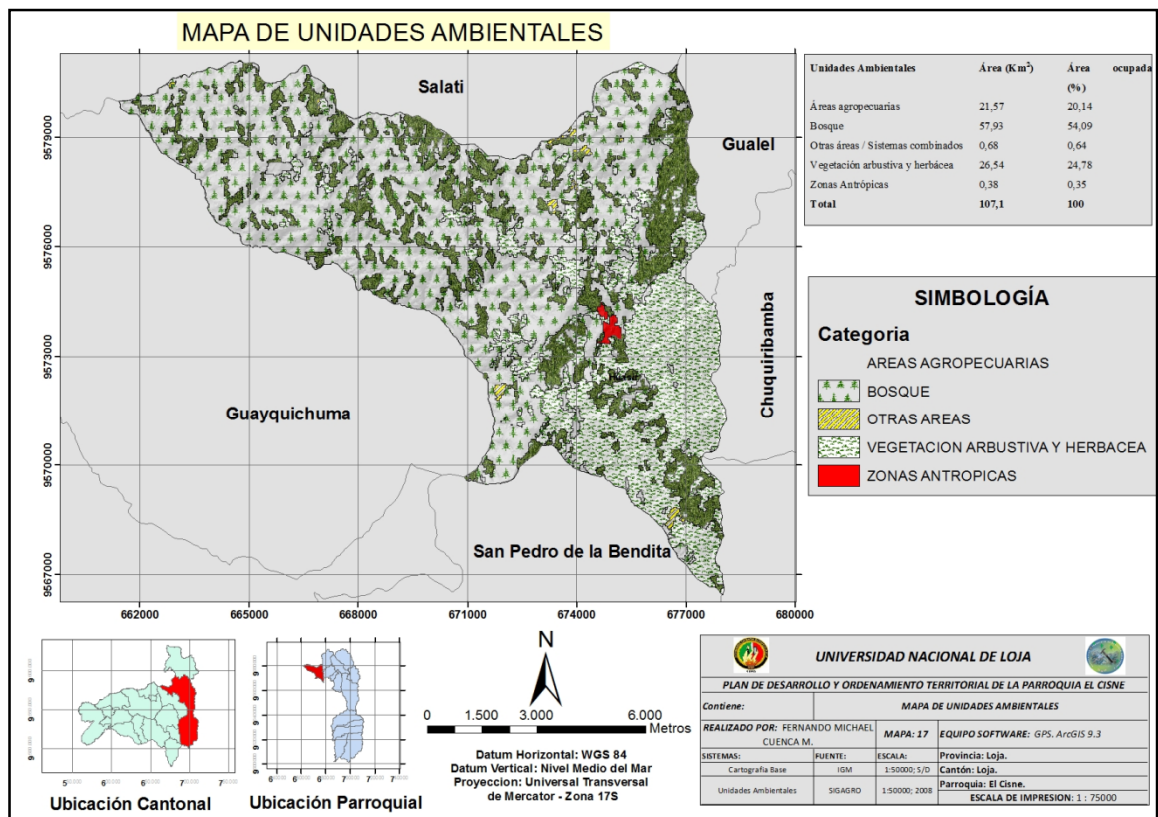 MAPA DE UNIDADES AMBIENTALES
Salati
Gualel
Chuquiribamba
Guayquichuma
San Pedro de la Bendita
9579000
9576000
9573000
9570000
9567000
662000 665000 668000 671000 674000 677000 680000
Unidades Ambientales Área (Km²) Área ocupada
(%)
Áreas agropecuarias 21,57 20,14
Bosque 57,93 54,09
Otras áreas / Sistemas combinados 0,68 0,64
Vegetación arbustiva y herbácea 26,54 24,78
Zonas Antrópicas 0,38 0,35
Total 107,1 100
SIMBOLOGÍA
Categoria
AREAS AGROPECUARIAS
BOSQUE
OTRAS AREAS
VEGETACION ARBUSTIVA Y HERBACEA
ZONAS ANTROPICAS
Ubicación Cantonal
Ubicación Parroquial
N
0 1.500 3.000 6.000
Metros
Datum Horizontal: WGS 84
Datum Vertical: Nivel Medio del Mar
Proyeccion: Universal Transversal
de Mercator - Zona 17S
UNIVERSIDAD NACIONAL DE LOJA
PLAN DE DESARROLLO Y ORDENAMIENTO TERRITORIAL DE LA PARROQUIA EL CISNE
Contiene: MAPA DE UNIDADES AMBIENTALES
REALIZADO POR: FERNANDO MICHAEL
CUENCA M.
MAPA: 17
EQUIPO SOFTWARE: GPS. ArcGIS 9.3
SISTEMAS: FUENTE: ESCALA: Provincia: Loja.
Cartografía Base IGM 1:50000; S/D Cantón: Loja.
Unidades Ambientales SIGAGRO 1:50000; 2008 Parroquia: El Cisne.
ESCALA DE IMPRESION: 1 : 75000